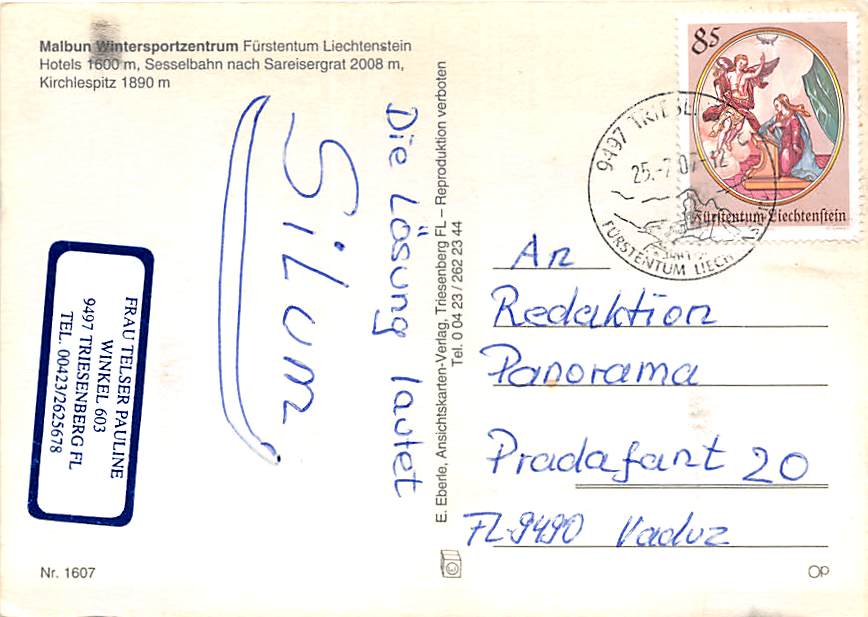 Malbun Wintersportzentrum Fürstentum Liechtenstein
Hotels 1600 m, Sesselbahn nach Sareisergrat 2008 m,
Kirchlespitz 1890 m
Die Lösung lautet
Silum
FRAU TELSER PAULINE
WINKEL 603
9497 TRIESENBERG FL
TEL. 00423/2625678
Nr. 1607
E. Eberle, Ansichtskarten-Verlag, Triesenberg FL – Reproduktion verboten
Tel. 0 04 23 / 262 23 44
85
Fürstentum Liechtenstein
9497
25.-7.07-12
FÜRSTENTUM
An
Redaktion
Panorama
Pradafant 20
FL-9490 Vaduz
OP